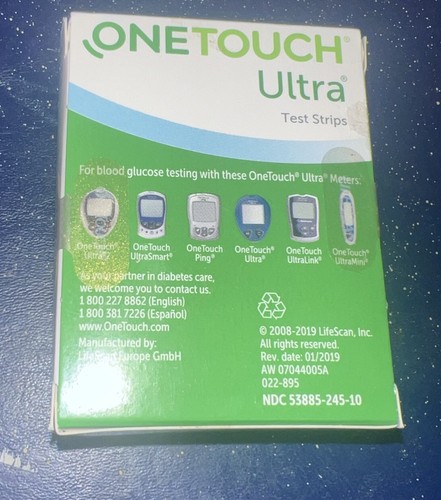 ONETOUCH®
Ultra®
Test Strips
For blood glucose testing with these OneTouch® Ultra® Meters:
OneTouch®
Ultra®2
OneTouch
UltraSmart®
OneTouch
Ping®
OneTouch®
Ultra®
OneTouch
UltraLink®
OneTouch®
UltraMini®
As your partner in diabetes care,
we welcome you to contact us.
1 800 227 8862 (English)
1 800 381 7226 (Español)
www.OneTouch.com
Manufactured by:
LifeScan Europe GmbH
© 2008-2019 LifeScan, Inc.
All rights reserved.
Rev. date: 01/2019
AW 07044005A
022-895
NDC 53885-245-10